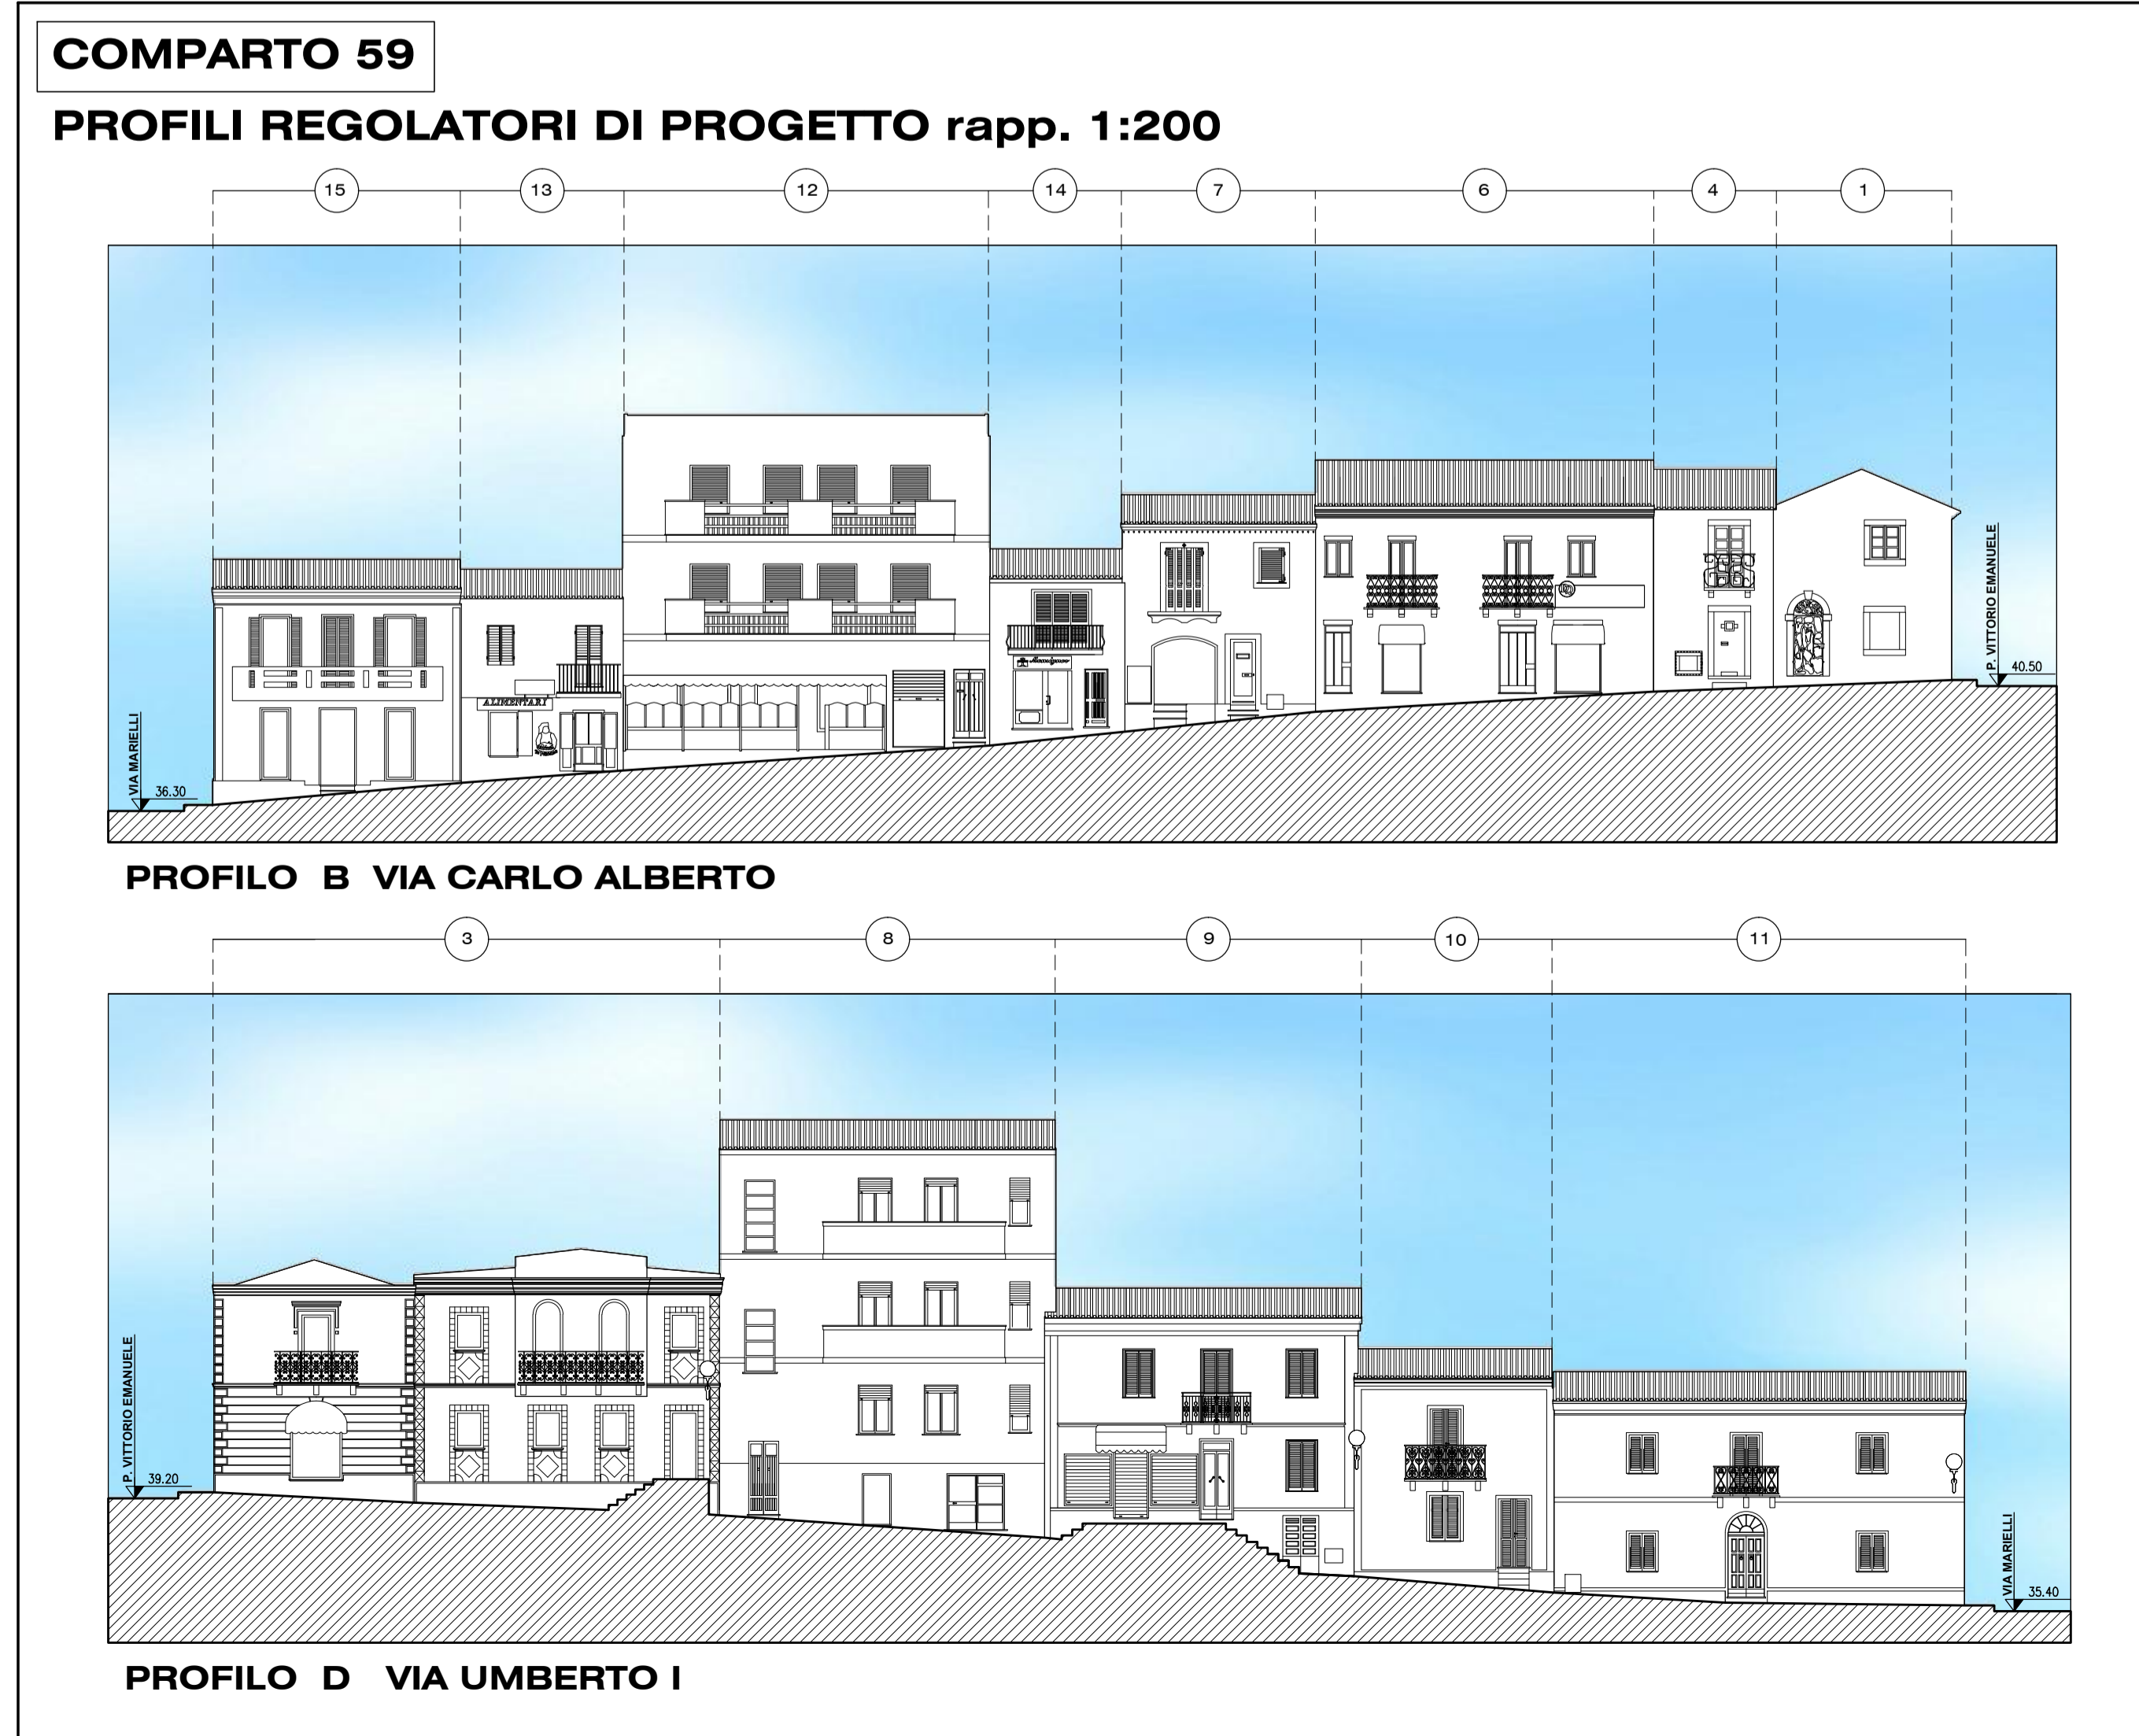 COMPARTO 59
PROFILI REGOLATORI DI PROGETTO rapp. 1:200
15 13 12 14 7 6 4 1
P. VITTORIO EMANUELE
40.50
ALIMENTARI
VIA MARIELLI
36.30
PROFILO B VIA CARLO ALBERTO
3 8 9 10 11
P. VITTORIO EMANUELE
39.20
VIA MARIELLI
35.40
PROFILO D VIA UMBERTO I